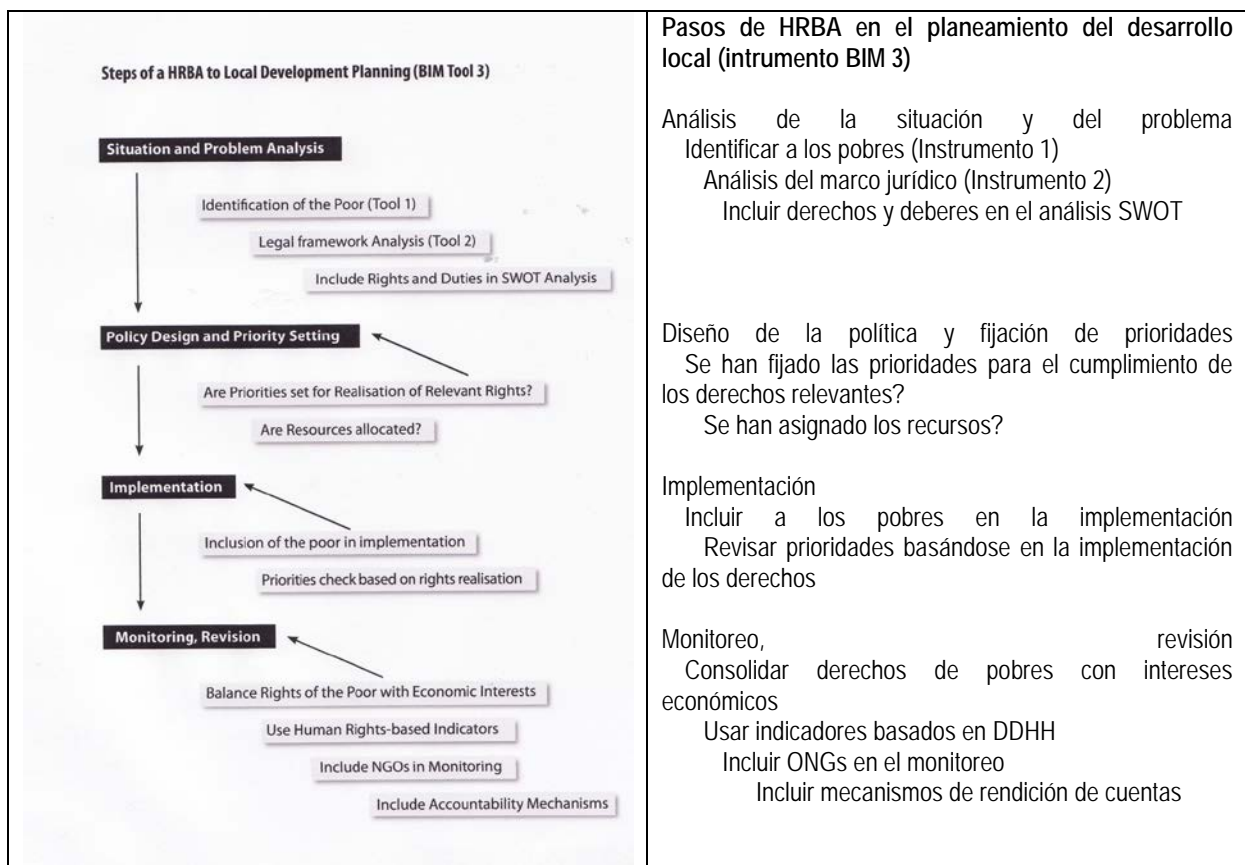 Steps of a HRBA to Local Development Planning (BIM Tool 3)
Situation and Problem Analysis
Identification of the Poor (Tool 1)
Legal framework Analysis (Tool 2)
Include Rights and Duties in SWOT Analysis
Policy Design and Priority Setting
Are Priorities set for Realisation of Relevant Rights?
Are Resources allocated?
Implementation
Inclusion of the poor in implementation
Priorities check based on rights realisation
Monitoring, Revision
Balance Rights of the Poor with Economic Interests
Use Human Rights-based Indicators
Include NGOs in Monitoring
Include Accountability Mechanisms
Pasos de HRBA en el planeamiento del desarrollo
local (intrumento BIM 3)
Análisis de la situación y del problema
Identificar a los pobres (Instrumento 1)
Análisis del marco jurídico (Instrumento 2)
Incluir derechos y deberes en el análisis SWOT
Diseño de la política y fijación de prioridades
Se han fijado las prioridades para el cumplimiento de
los derechos relevantes?
Se han asignado los recursos?
Implementación
Incluir a los pobres en la implementación
Revisar prioridades basándose en la implementación
de los derechos
Monitoreo, revisión
Consolidar derechos de pobres con intereses
económicos
Usar indicadores basados en DDHH
Incluir ONGs en el monitoreo
Incluir mecanismos de rendición de cuentas